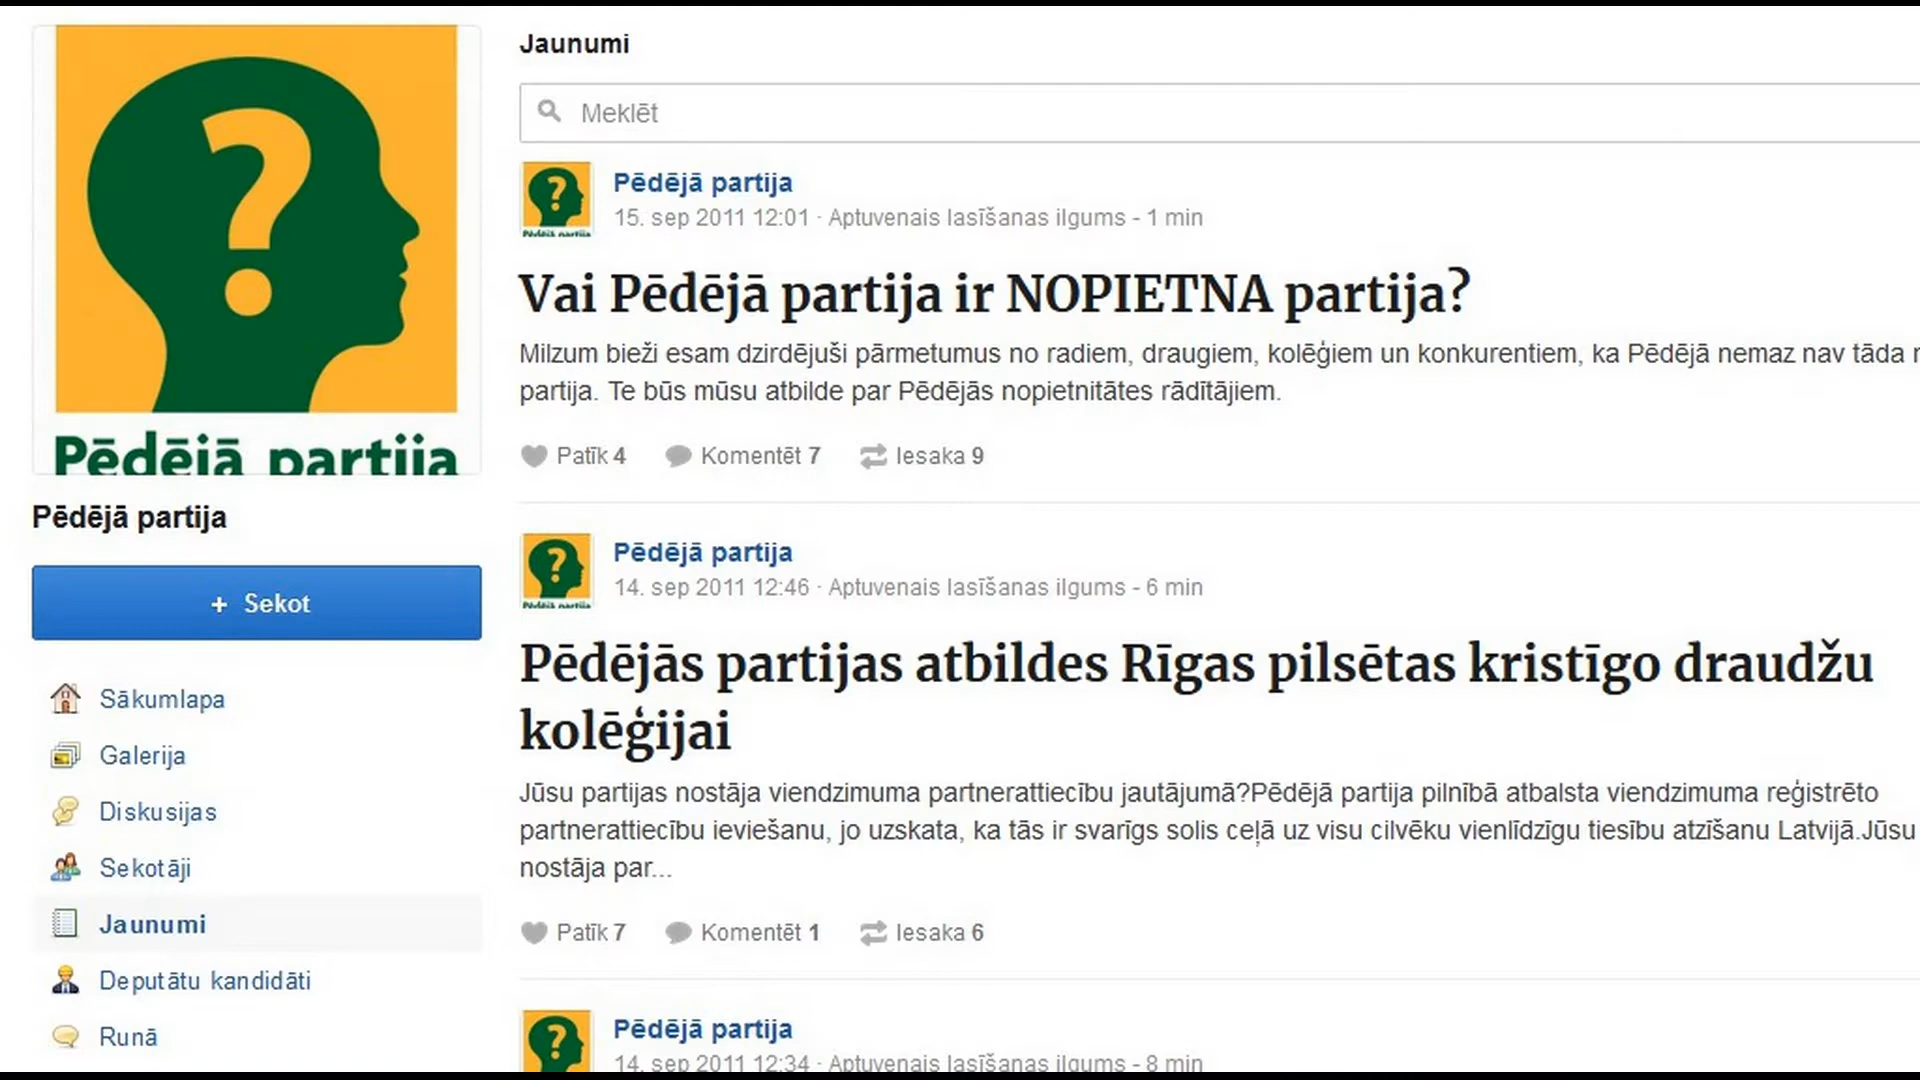 Pēdējā partija
Pēdējā partija
+ Sekot
Sākumlapa
Galerija
Diskusijas
Sekotāji
Jaunumi
Deputātu kandidāti
Runā
Jaunumi
Meklēt
Pēdējā partija
Pēdējā partija
15. sep 2011 12:01 · Aptuvenais lasīšanas ilgums - 1 min
Vai Pēdējā partija ir NOPIETNA partija?
Milzum bieži esam dzirdējuši pārmetumus no radiem, draugiem, kolēģiem un konkurentiem, ka Pēdējā nemaz nav tāda
partija. Te būs mūsu atbilde par Pēdējās nopietnitātes rādītājiem.
Patīk 4 Komentēt 7 Iesaka 9
Pēdējā partija
Pēdējā partija
14. sep 2011 12:46 · Aptuvenais lasīšanas ilgums - 6 min
Pēdējās partijas atbildes Rīgas pilsētas kristīgo draudžu
kolēģijai
Jūsu partijas nostāja viendzimuma partnerattiecību jautājumā?Pēdējā partija pilnībā atbalsta viendzimuma reģistrēto
partnerattiecību ieviešanu, jo uzskata, ka tās ir svarīgs solis ceļā uz visu cilvēku vienlīdzīgu tiesību atzīšanu Latvijā.Jūsu
nostāja par...
Patīk 7 Komentēt 1 Iesaka 6
Pēdējā partija
14. sep 2011 12:34 · Aptuvenais lasīšanas ilgums - 8 min